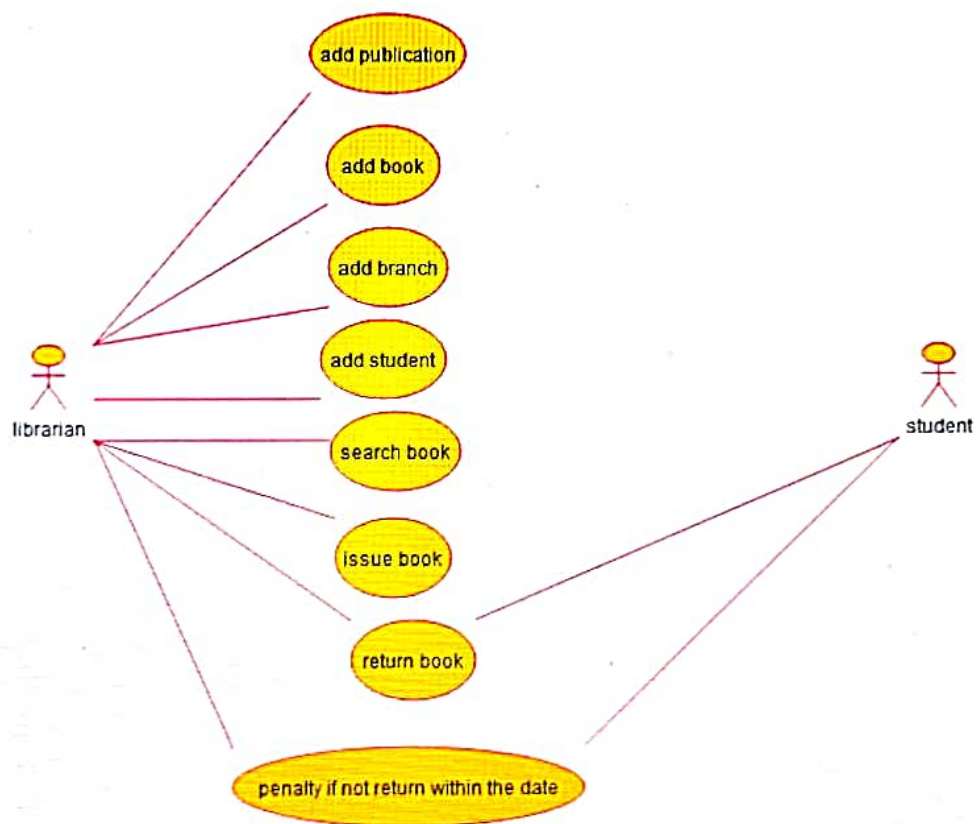 add publication
add book
add branch
add student
librarian
student
search book
issue book
return book
penalty if not return within the date